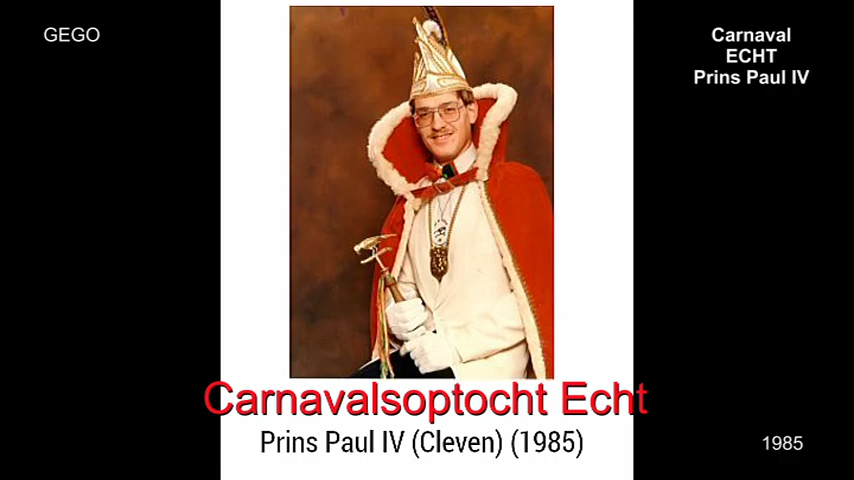 GEGO
Carnaval
ECHT
Prins Paul IV
Carnavalsoptocht Echt
Prins Paul IV (Cleven) (1985)
1985